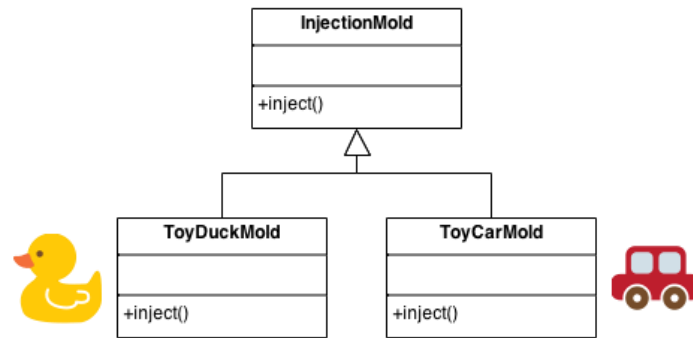 InjectionMold
+inject()
ToyDuckMold
+inject()
ToyCarMold
+inject()